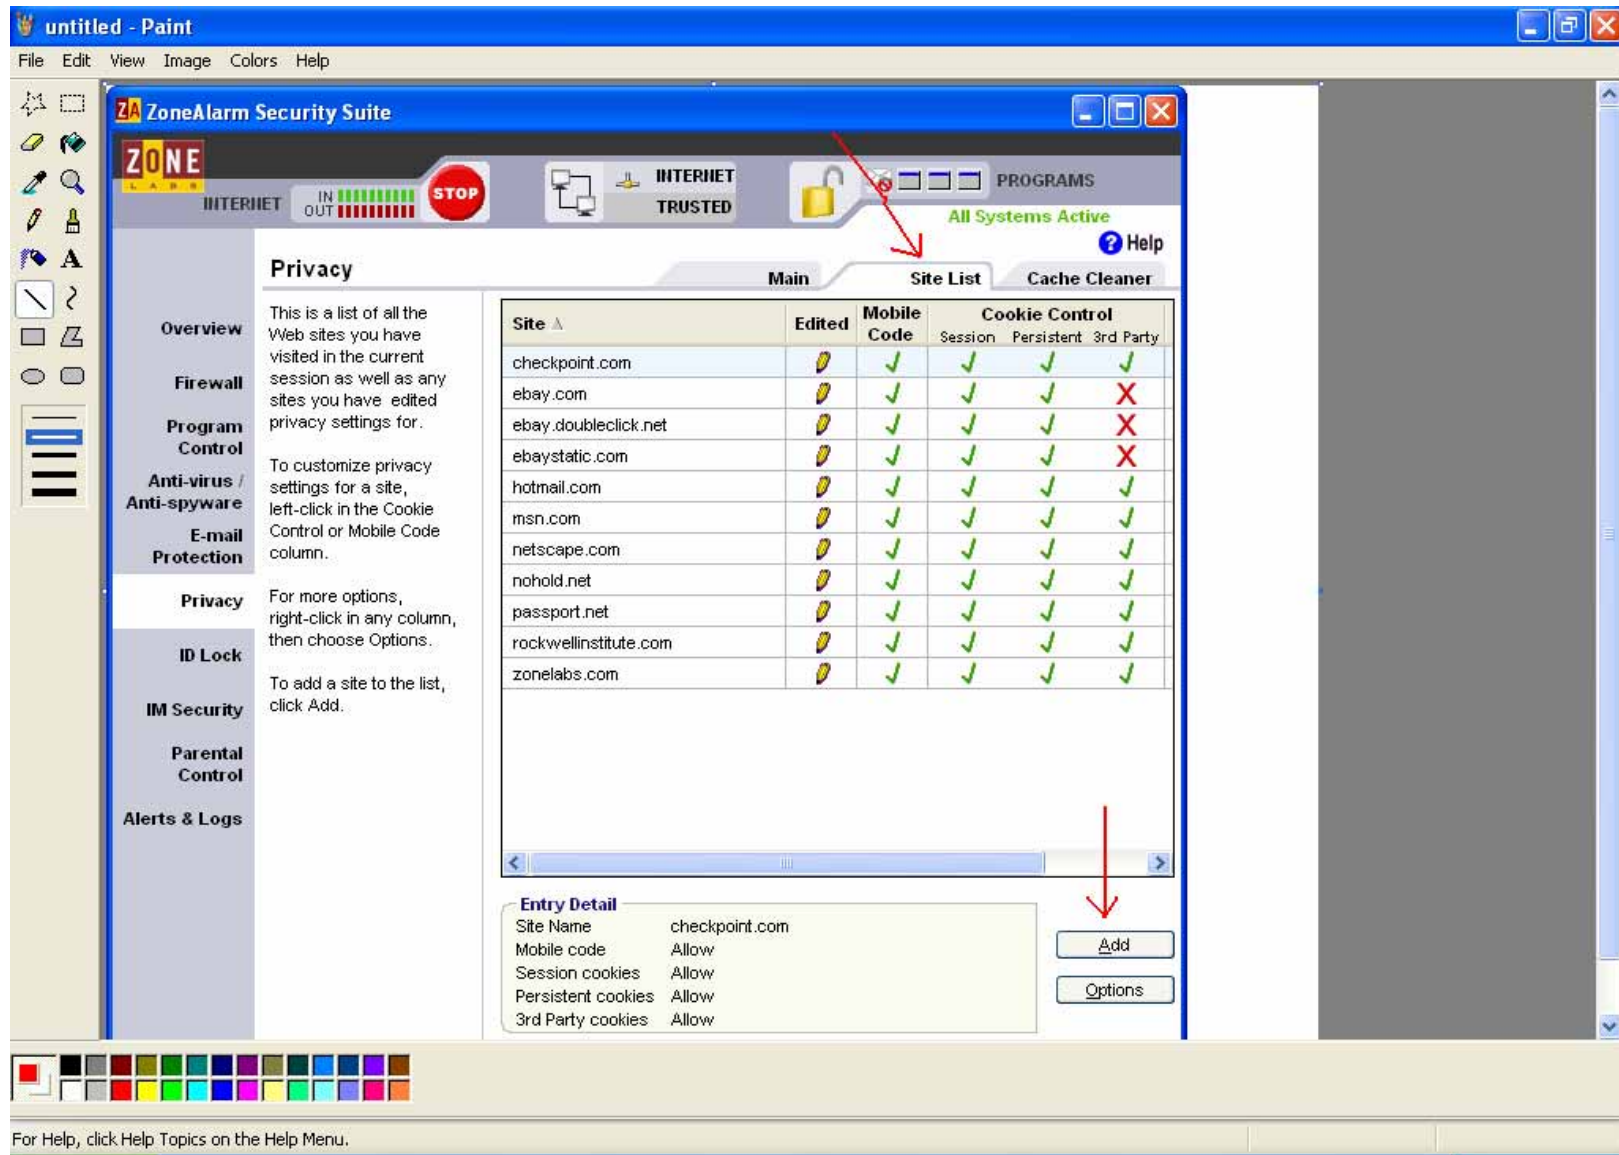 untitled - Paint
File Edit View Image Colors Help
ZA ZoneAlarm Security Suite
ZONE
LABS
INTERNET IN OUT STOP INTERNET TRUSTED PROGRAMS
All Systems Active
Help
Privacy
Main Site List Cache Cleaner
Overview
Firewall
Program
Control
Anti-virus /
Anti-spyware
E-mail
Protection
Privacy
ID Lock
IM Security
Parental
Control
Alerts & Logs
This is a list of all the
Web sites you have
visited in the current
session as well as any
sites you have edited
privacy settings for.
To customize privacy
settings for a site,
left-click in the Cookie
Control or Mobile Code
column.
For more options,
right-click in any column,
then choose Options.
To add a site to the list,
click Add.
Site Edited Mobile Code Cookie Control
Session Persistent 3rd Party
checkpoint.com
ebay.com
ebay.doubleclick.net
ebaystatic.com
hotmail.com
msn.com
netscape.com
nohold.net
passport.net
rockwellinstitute.com
zonelabs.com
Entry Detail
Site Name checkpoint.com
Mobile code Allow
Session cookies Allow
Persistent cookies Allow
3rd Party cookies Allow
Add
Options
For Help, click Help Topics on the Help Menu.